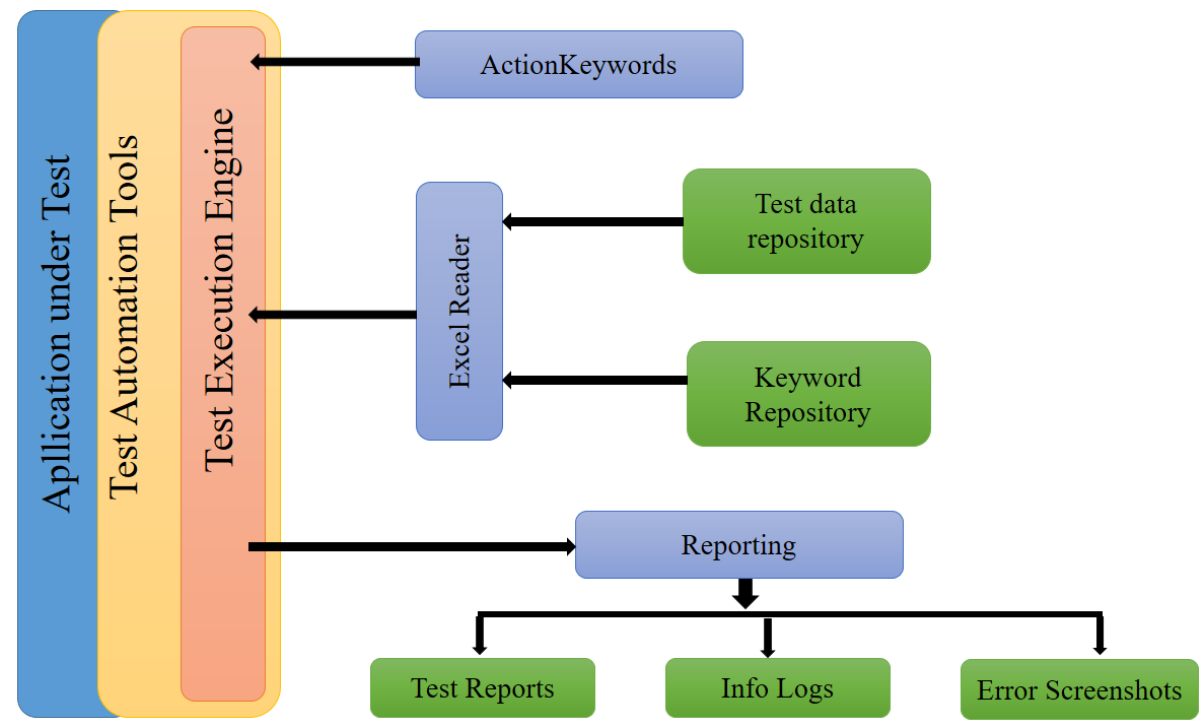 Apllication under Test
Test Automation Tools
Test Execution Engine
ActionKeywords
Excel Reader
Test data
repository
Keyword
Repository
Reporting
Test Reports
Info Logs
Error Screenshots